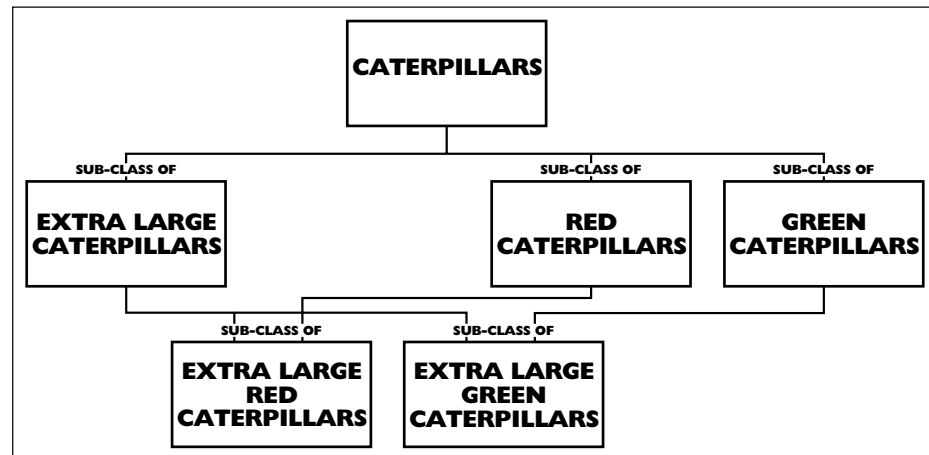 CATERPILLARS
SUB-CLASS OF
SUB-CLASS OF
SUB-CLASS OF
EXTRA LARGE
CATERPILLARS
RED
CATERPILLARS
GREEN
CATERPILLARS
SUB-CLASS OF
SUB-CLASS OF
EXTRA LARGE
RED
CATERPILLARS
EXTRA LARGE
GREEN
CATERPILLARS